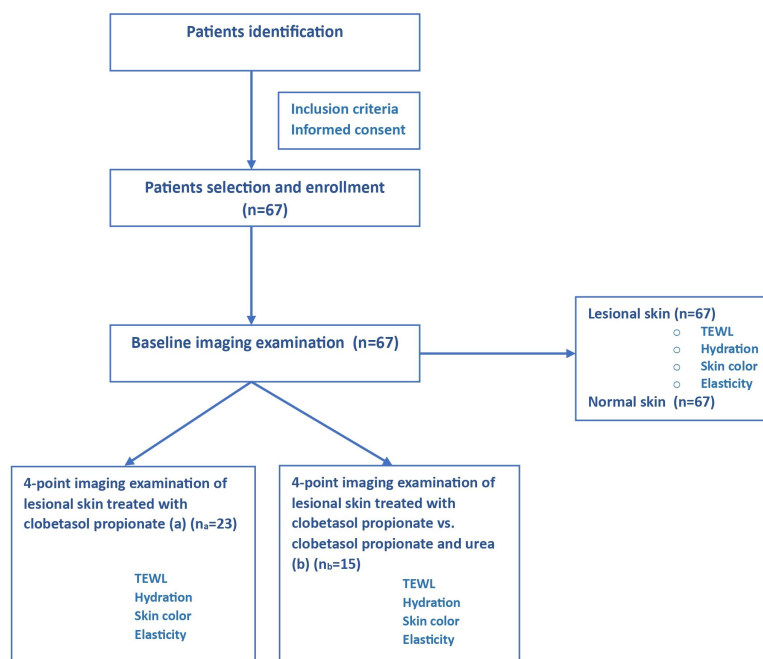 Patients identification
Inclusion criteria
Informed consent
Patients selection and enrollment
(n=67)
Baseline imaging examination (n=67)
Lesional skin (n=67)
o TEWL
o Hydration
o Skin color
o Elasticity
Normal skin (n=67)
4-point imaging examination of
lesional skin treated with
clobetasol propionate (a) (nₐ=23)
TEWL
Hydration
Skin color
Elasticity
4-point imaging examination of
lesional skin treated with
clobetasol propionate vs.
clobetasol propionate and urea
(b) (n_b=15)
TEWL
Hydration
Skin color
Elasticity